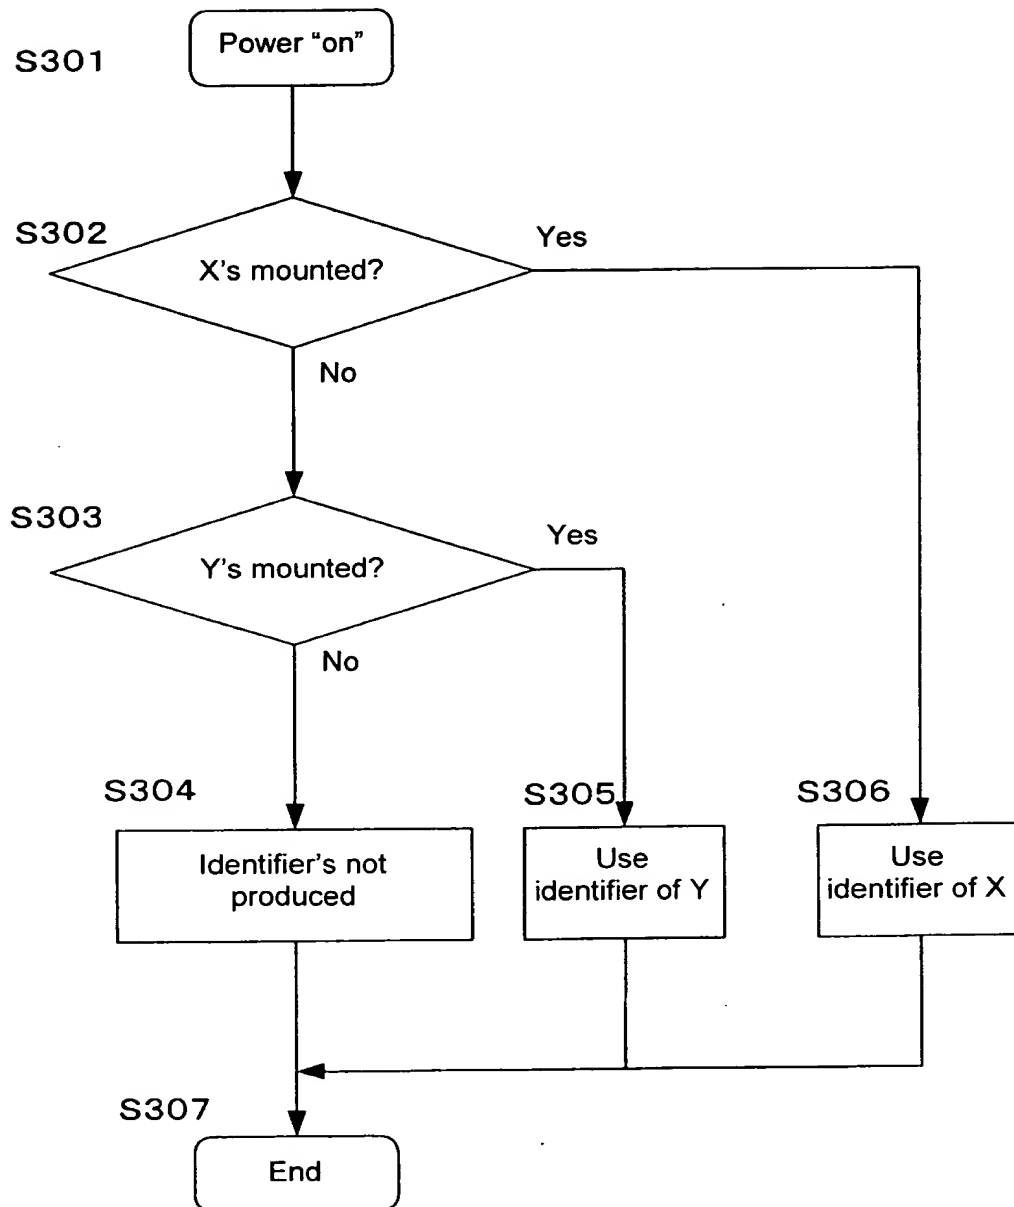 S301
Power “on”
S302
X's mounted?
Yes
No
S303
Y's mounted?
Yes
No
S304
Identifier's not
produced
S305
Use
identifier of Y
S306
Use
identifier of X
S307
End